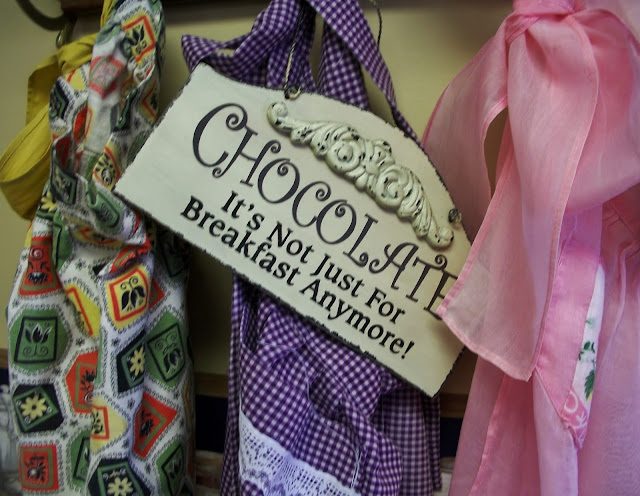 CHOCOLATE
It's Not Just For
Breakfast Anymore!